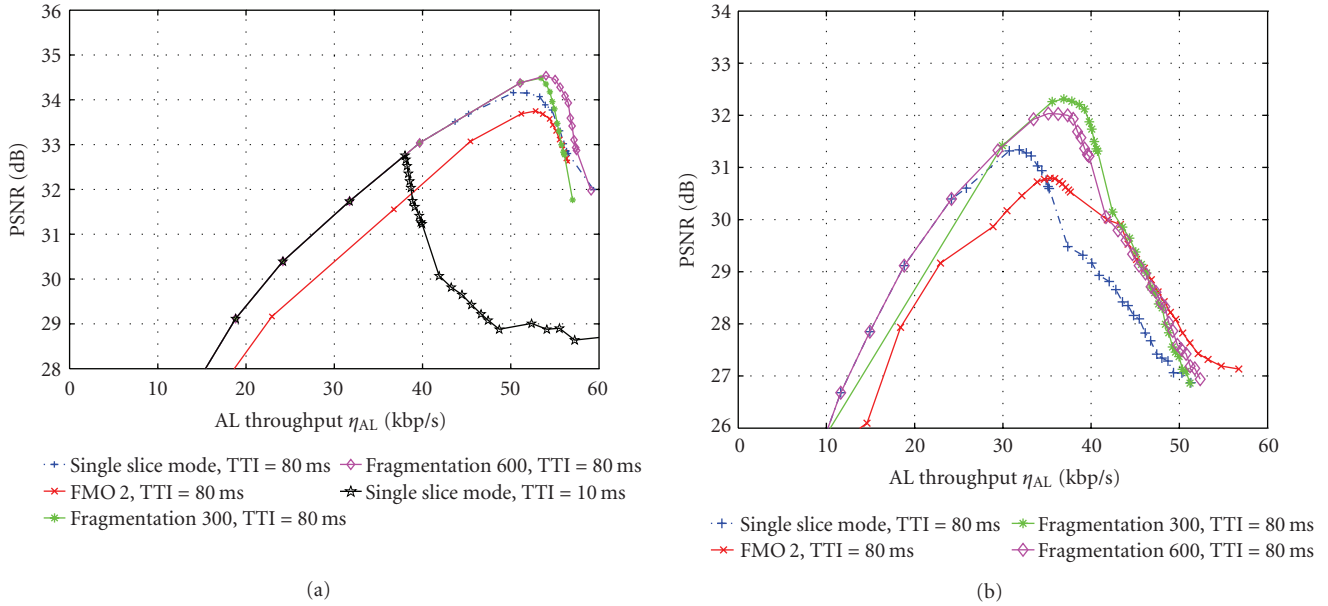 36
35
34
33
32
31
30
29
28
PSNR (dB)
0 10 20 30 40 50 60
AL throughput ηAL (kbp/s)
Single slice mode, TTI = 80 ms
FMO 2, TTI = 80 ms
Fragmentation 300, TTI = 80 ms
Fragmentation 600, TTI = 80 ms
Single slice mode, TTI = 10 ms
(a)
34
33
32
31
30
29
28
27
26
PSNR (dB)
0 10 20 30 40 50 60
AL throughput ηAL (kbp/s)
Single slice mode, TTI = 80 ms
FMO 2, TTI = 80 ms
Fragmentation 300, TTI = 80 ms
Fragmentation 600, TTI = 80 ms
(b)